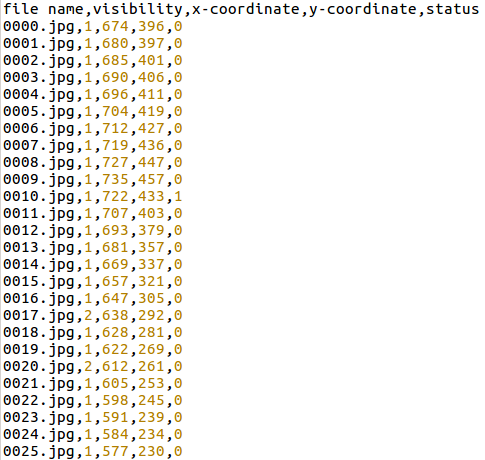 file name,visibility,x-coordinate,y-coordinate,status
0000.jpg,1,674,396,0
0001.jpg,1,680,397,0
0002.jpg,1,685,401,0
0003.jpg,1,690,406,0
0004.jpg,1,696,411,0
0005.jpg,1,704,419,0
0006.jpg,1,712,427,0
0007.jpg,1,719,436,0
0008.jpg,1,727,447,0
0009.jpg,1,735,457,0
0010.jpg,1,722,433,1
0011.jpg,1,707,403,0
0012.jpg,1,693,379,0
0013.jpg,1,681,357,0
0014.jpg,1,669,337,0
0015.jpg,1,657,321,0
0016.jpg,1,647,305,0
0017.jpg,2,638,292,0
0018.jpg,1,628,281,0
0019.jpg,1,622,269,0
0020.jpg,2,612,261,0
0021.jpg,1,605,253,0
0022.jpg,1,598,245,0
0023.jpg,1,591,239,0
0024.jpg,1,584,234,0
0025.jpg,1,577,230,0